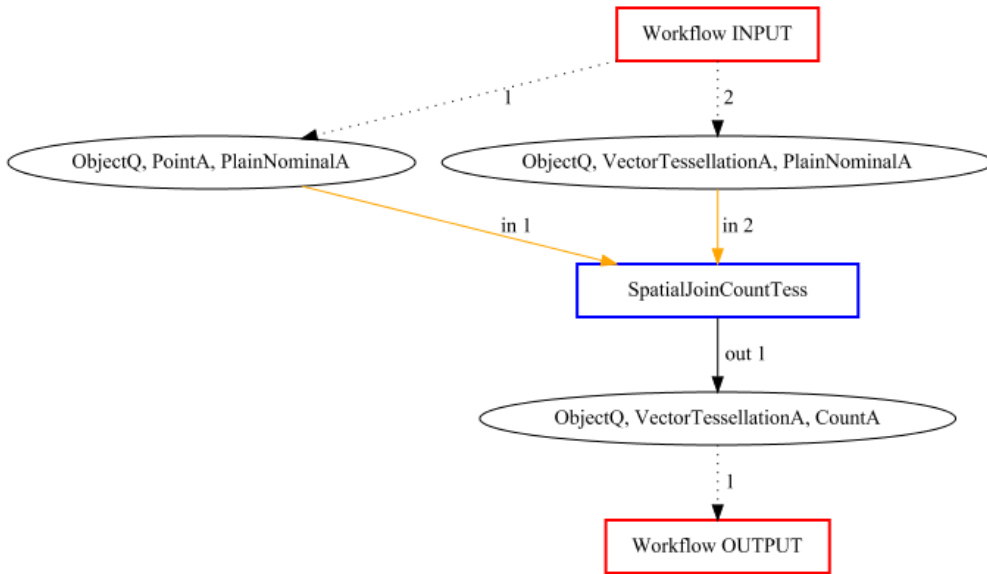 Workflow INPUT
1
2
ObjectQ, PointA, PlainNominalA
ObjectQ, VectorTessellationA, PlainNominalA
in 1
in 2
SpatialJoinCountTess
out 1
ObjectQ, VectorTessellationA, CountA
1
Workflow OUTPUT